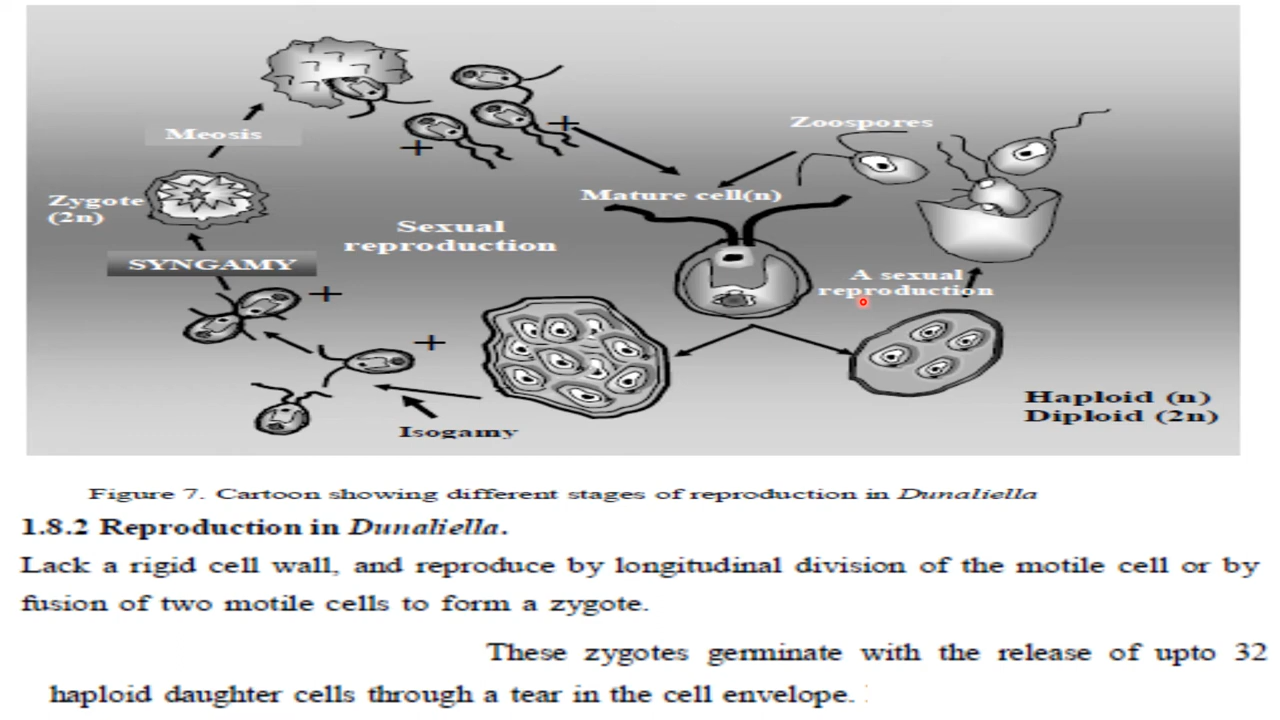 Meosis
+
+
Zoospores
Mature cell(n)
Zygote
(2n)
Sexual
reproduction
SYNGAMY
A sexual
reproduction
+
+
Isogamy
Haploid (n)
Diploid (2n)
Figure 7. Cartoon showing different stages of reproduction in Dunaliella
1.8.2 Reproduction in Dunaliella.
Lack a rigid cell wall, and reproduce by longitudinal division of the motile cell or by
fusion of two motile cells to form a zygote.
These zygotes germinate with the release of upto 32
haploid daughter cells through a tear in the cell envelope.